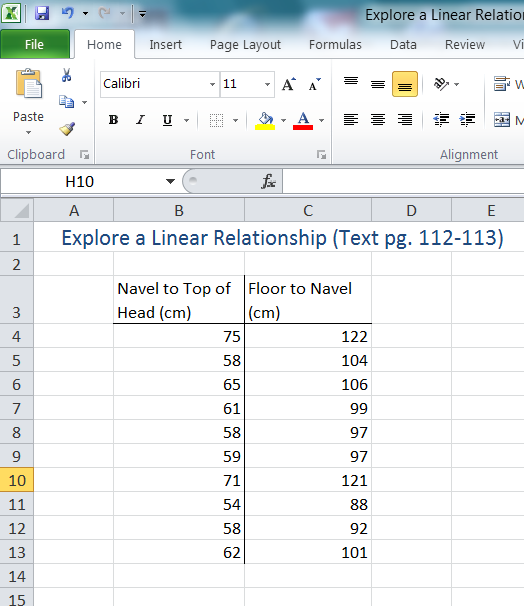 Explore a Linear Relatio
File Home Insert Page Layout Formulas Data Review Vi
Calibri 11 A A
Paste B I U A
Clipboard Font Alignment
H10 fx
A B C D E
1 Explore a Linear Relationship (Text pg. 112-113)
2
Navel to Top of Floor to Navel
3 Head (cm) (cm)
4 75 122
5 58 104
6 65 106
7 61 99
8 58 97
9 59 97
10 71 121
11 54 88
12 58 92
13 62 101
14
15